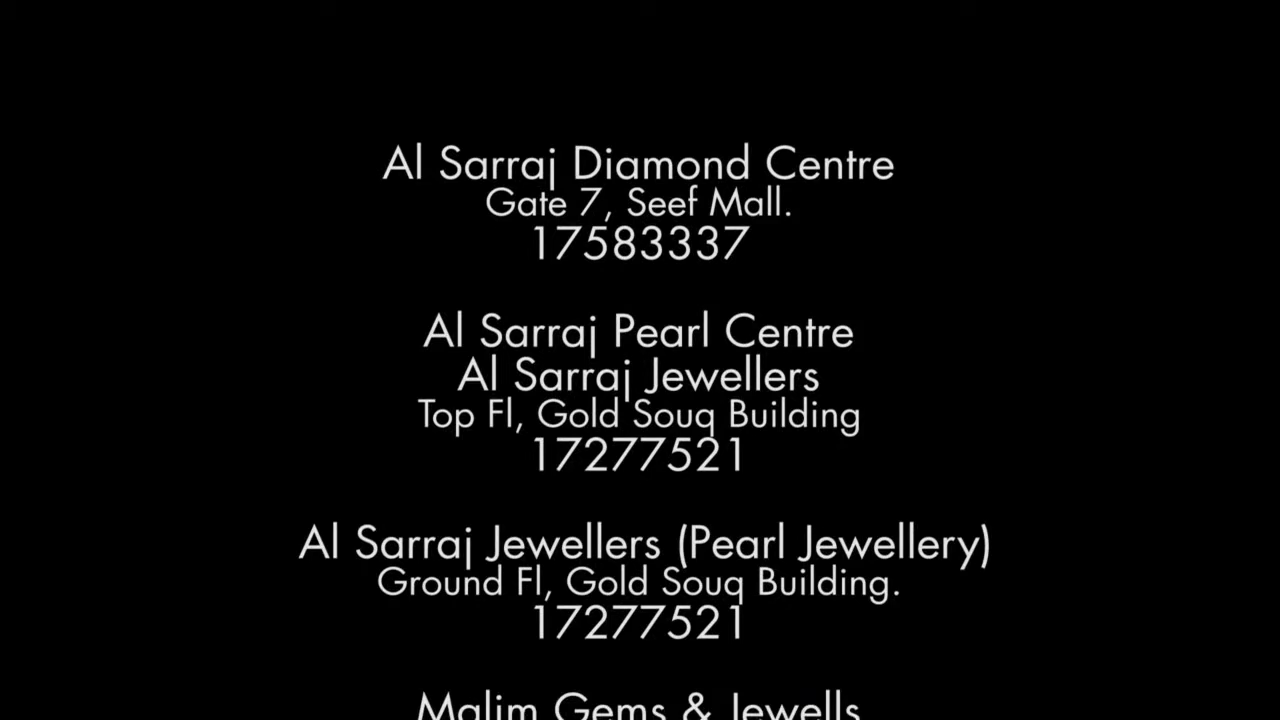 Al Sarraj Diamond Centre
Gate 7, Seef Mall.
17583337
Al Sarraj Pearl Centre
Al Sarraj Jewellers
Top Fl, Gold Souq Building
17277521
Al Sarraj Jewellers (Pearl Jewellery)
Ground Fl, Gold Souq Building.
17277521
Malim Gems & Jewells